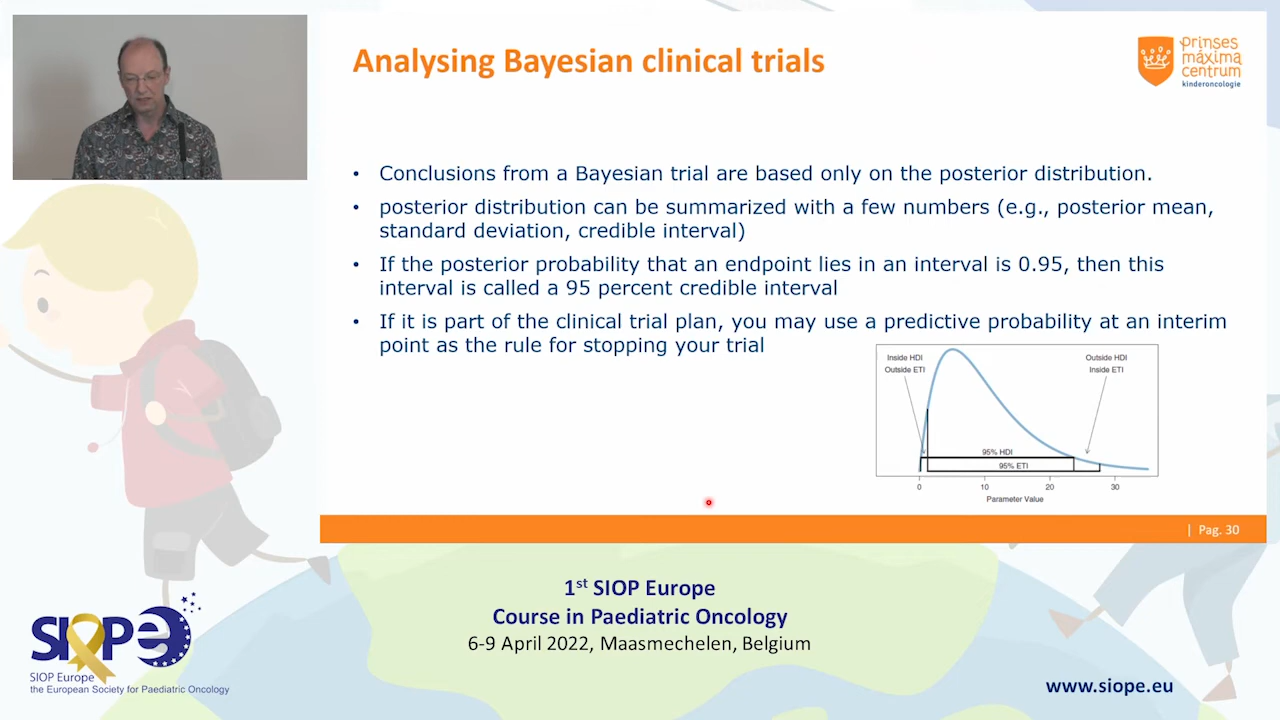 Analysing Bayesian clinical trials
prinses
máxima
centrum
kinderoncologie
• Conclusions from a Bayesian trial are based only on the posterior distribution.
• posterior distribution can be summarized with a few numbers (e.g., posterior mean,
standard deviation, credible interval)
• If the posterior probability that an endpoint lies in an interval is 0.95, then this
interval is called a 95 percent credible interval
• If it is part of the clinical trial plan, you may use a predictive probability at an interim
point as the rule for stopping your trial
Inside HDI
Outside ETI
Outside HDI
Inside ETI
95% HDI
95% ETI
0 10 20 30
Parameter Value
| Pag. 30
1st SIOP Europe
Course in Paediatric Oncology
6-9 April 2022, Maasmechelen, Belgium
SIOPe
SIOP Europe
the European Society for Paediatric Oncology
www.siope.eu